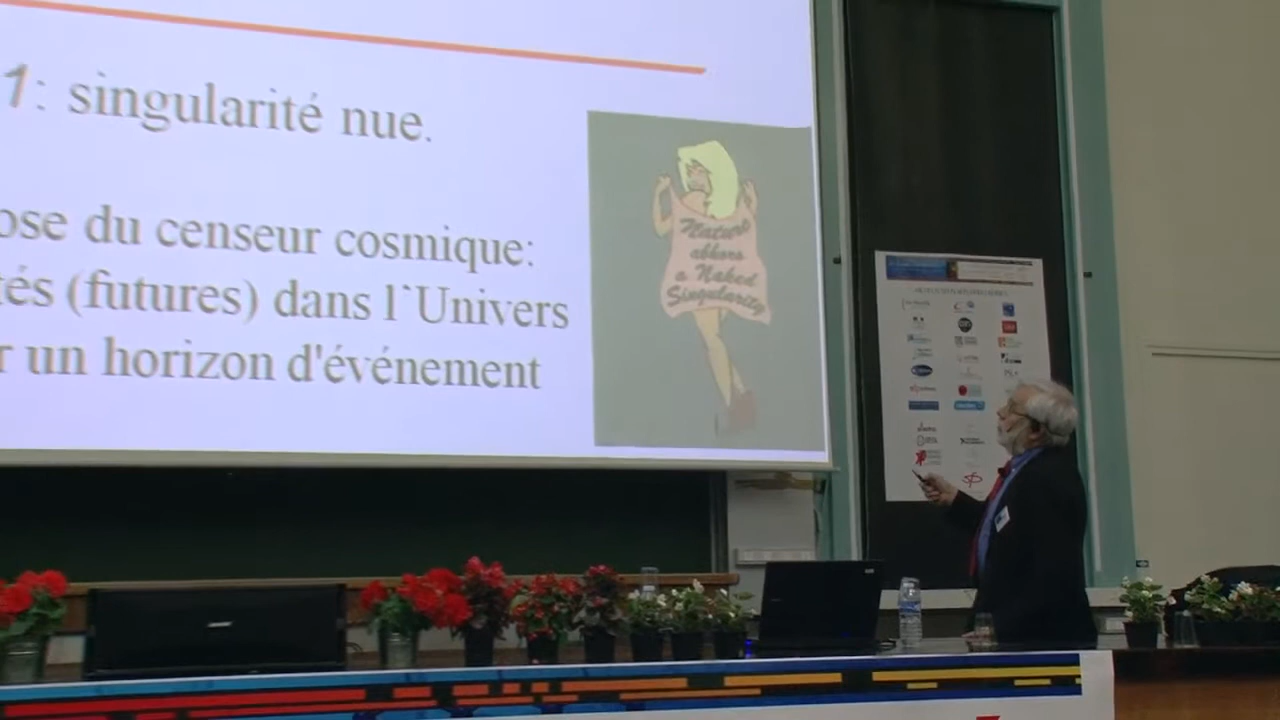 1: singularité nue.
ose du censeur cosmique:
tés (futures) dans l`Univers
r un horizon d'événement
Nature
abhors
a Naked
Singularity